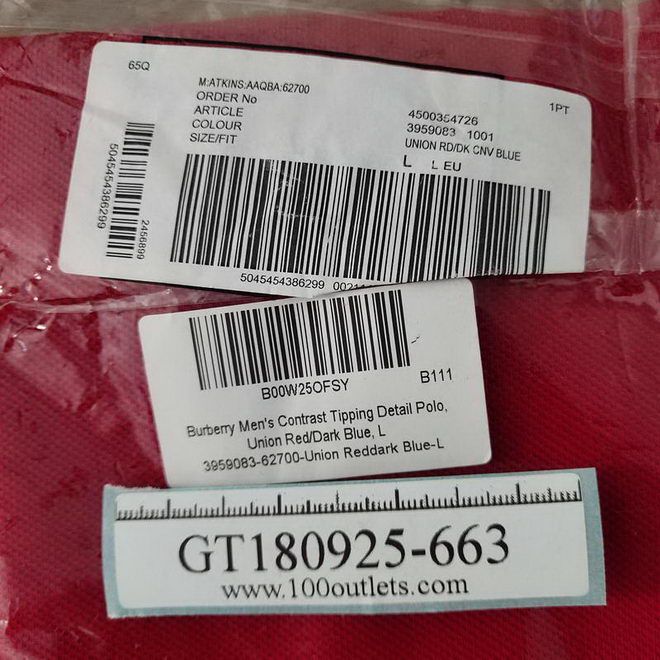 65Q
1PT
M:ATKINS:AAQBA:62700
ORDER No 4500354726
ARTICLE 3959083 1001
COLOUR UNION RD/DK CNV BLUE
SIZE/FIT L L EU
5045454386299
2456899
5045454386299
B00W25OFSY B111
Burberry Men's Contrast Tipping Detail Polo,
Union Red/Dark Blue, L
3959083-62700-Union Reddark Blue-L
GT180925-663
www.100outlets.com